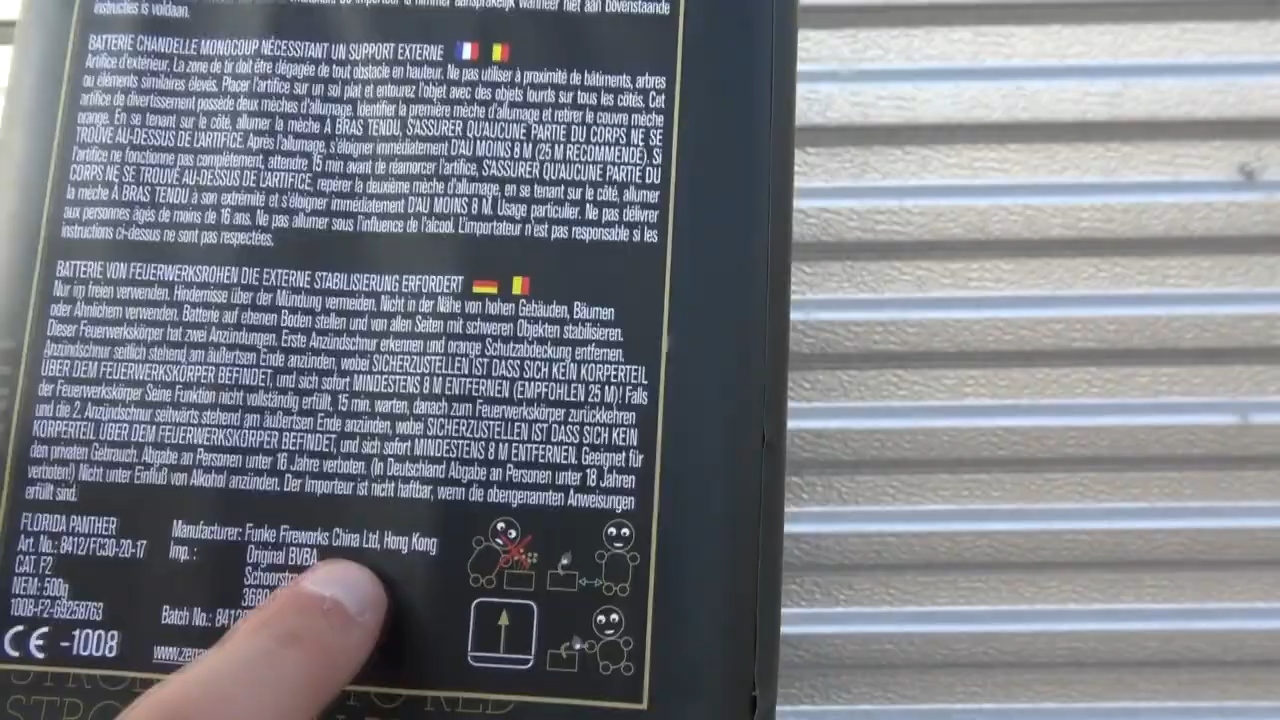 instructies is voldaan.
BATTERIE CHANDELLE MONOCOUP NÉCESSITANT UN SUPPORT EXTERNE
Artifice d'extérieur. La zone de tir doit être dégagée de tout obstacle en hauteur. Ne pas utiliser à proximité de bâtiments, arbres
ou éléments similaires élevés. Placer l'artifice sur un sol plat et entourez l'objet avec des objets lourds sur tous les côtés. Cet
artifice de divertissement possède deux mèches d'allumage. Identifier la première mèche d'allumage et retirer le couvre mèche
orange. En se tenant sur le côté, allumer la mèche À BRAS TENDU, S'ASSURER QU'AUCUNE PARTIE DU CORPS NE SE
TROUVE AU-DESSUS DE L'ARTIFICE. Après l'allumage, s'éloigner immédiatement D'AU MOINS 8 M (25 M RECOMMENDÉ). Si
l'artifice ne fonctionne pas complètement, attendre 15 min avant de réamorcer l'artifice, S'ASSURER QU'AUCUNE PARTIE DU
CORPS NE SE TROUVE AU-DESSUS DE L'ARTIFICE, repérer la deuxième mèche d'allumage, en se tenant sur le côté, allumer
la mèche À BRAS TENDU à son extrémité et s'éloigner immédiatement D'AU MOINS 8 M. Usage particulier. Ne pas délivrer
aux personnes âgés de moins de 16 ans. Ne pas allumer sous l'influence de l'alcool. L'importateur n'est pas responsable si les
instructions ci-dessus ne sont pas respectées.
BATTERIE VON FEUERWERKSROHEN DIE EXTERNE STABILISIERUNG ERFORDERT
Nur im freien verwenden. Hindernisse über der Mündung vermeiden. Nicht in der Nähe von hohen Gebäuden, Bäumen
oder Ähnlichem verwenden. Batterie auf ebenen Boden stellen und von allen Seiten mit schweren Objekten stabilisieren.
Dieser Feuerwerkskörper hat zwei Anzündungen. Erste Anzündschnur erkennen und orange Schutzabdeckung entfernen.
Anzündschnur seitlich stehend am äußertsen Ende anzünden, wobei SICHERZUSTELLEN IST DASS SICH KEIN KORPERTEIL
ÜBER DEM FEUERWERKSKÖRPER BEFINDET, und sich sofort MINDESTENS 8 M ENTFERNEN (EMPFOHLEN 25 M)! Falls
der Feuerwerkskörper Seine Funktion nicht vollständig erfüllt, 15 min. warten, danach zum Feuerwerkskörper zurückkehren
und die 2. Anzündschnur seitwärts stehend am äußertsen Ende anzünden, wobei SICHERZUSTELLEN IST DASS SICH KEIN
KORPERTEIL ÜBER DEM FEUERWERKSKÖRPER BEFINDET, und sich sofort MINDESTENS 8 M ENTFERNEN. Geeignet für
den privaten Gebrauch. Abgabe an Personen unter 16 Jahre verboten. (In Deutschland Abgabe an Personen unter 18 Jahren
verboten!) Nicht unter Einfluß von Alkohol anzünden. Der Importeur ist nicht haftbar, wenn die obengenannten Anweisungen
erfüllt sind.
FLORIDA PANTHER
Art. No.: 8412/FC30-20-17
CAT. F2
NEM: 500g
1008-F2-69258763
CE -1008
Manufacturer: Funke Fireworks China Ltd, Hong Kong
Imp.: Original BVBA
Batch No.: